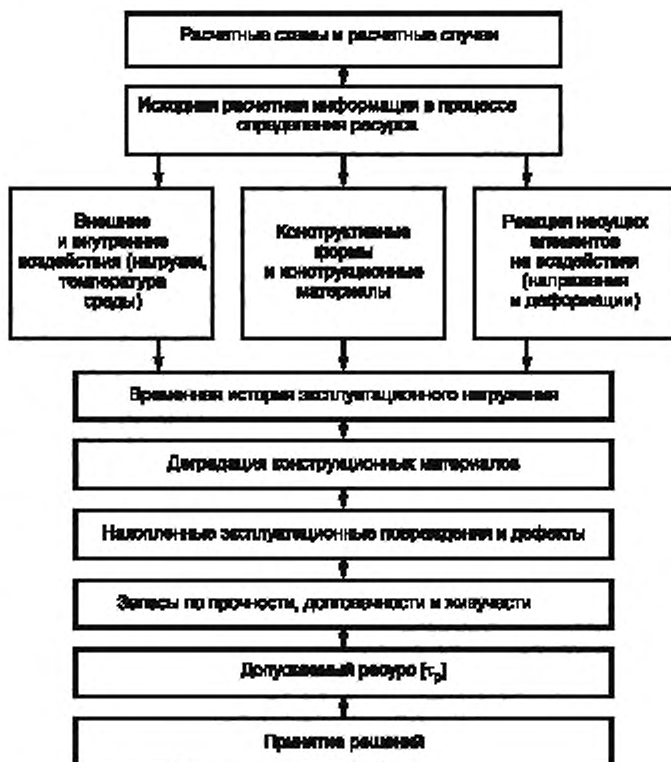 Расчетные схемы и расчетные случаи
Исходная расчетная информация в процессе
определения ресурса
Внешние
и внутренние
воздействия (нагрузки,
температура
среды)
Конструктивные
формы
и конструкционные
материалы
Реакция несущих
элементов
на воздействия
(напряжения
и деформации)
Временная история эксплуатационного нагружения
Деградация конструкционных материалов
Накопленные эксплуатационные повреждения и дефекты
Запасы по прочности, долговечности и живучести
Допускаемый ресурс [τр]
Принятие решений